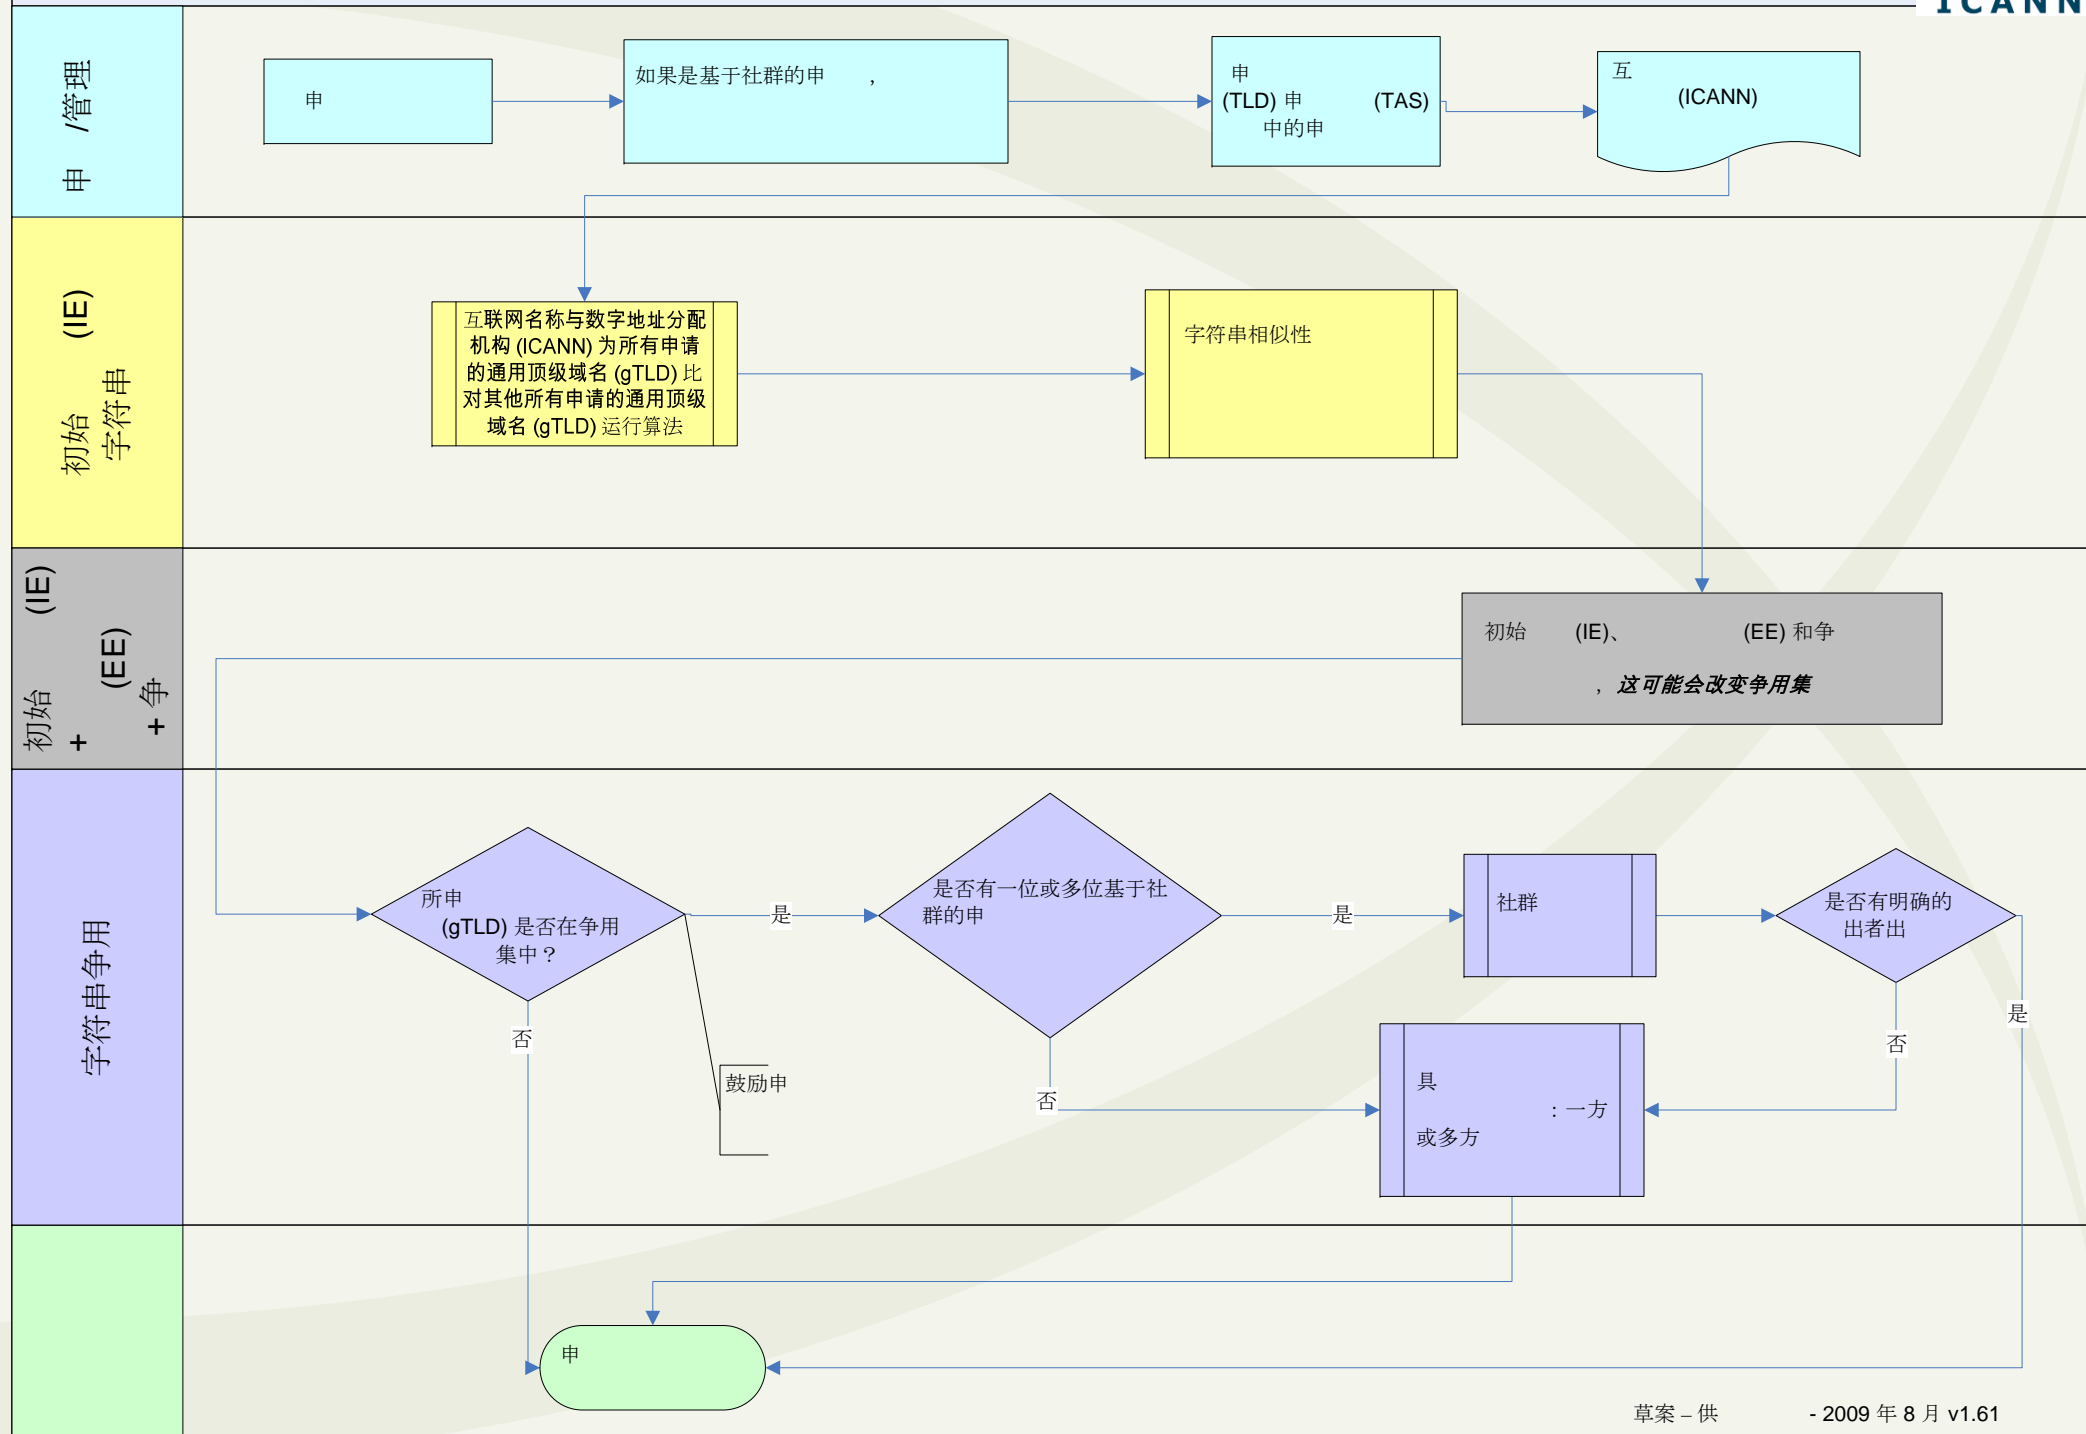 ICANN
申 /管理
申
如果是基于社群的申 ，
申
(TLD) 申 (TAS)
中的申
互
(ICANN)
初始 (IE)
字符串
互联网名称与数字地址分配
机构 (ICANN) 为所有申请
的通用顶级域名 (gTLD) 比
对其他所有申请的通用顶级
域名 (gTLD) 运行算法
字符串相似性
初始 (IE)
+ (EE)
+ 争
初始 (IE)、 (EE) 和争
，这可能会改变争用集
字符串争用
所申
(gTLD) 是否在争用
集中？
是
是否有一位或多位基于社
群的申
是
社群
是否有明确的
出者出
否
鼓励申
否
具
：一方
或多方
否
是
申
草案 – 供 - 2009 年 8 月 v1.61